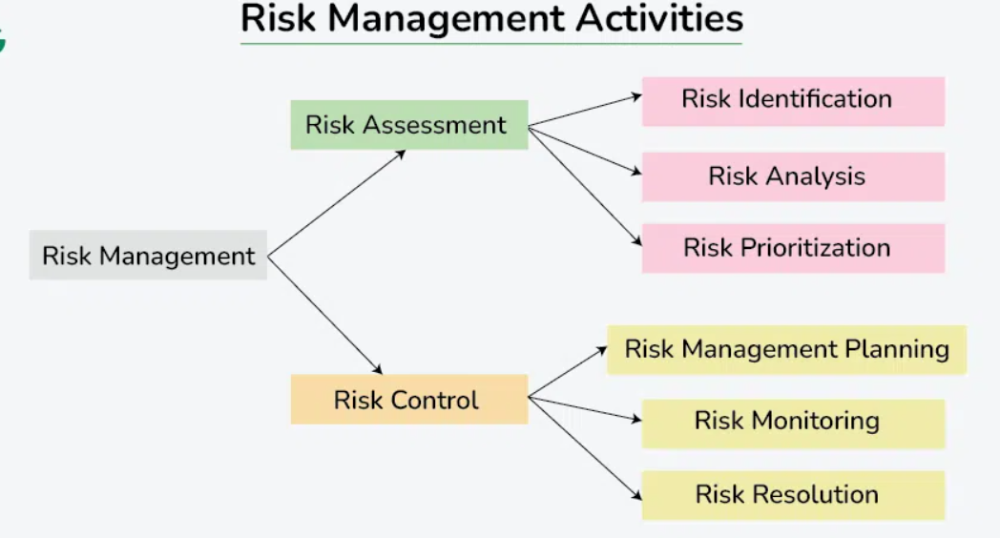 Risk Management Activities
Risk Assessment
Risk Identification
Risk Analysis
Risk Prioritization
Risk Management
Risk Control
Risk Management Planning
Risk Monitoring
Risk Resolution